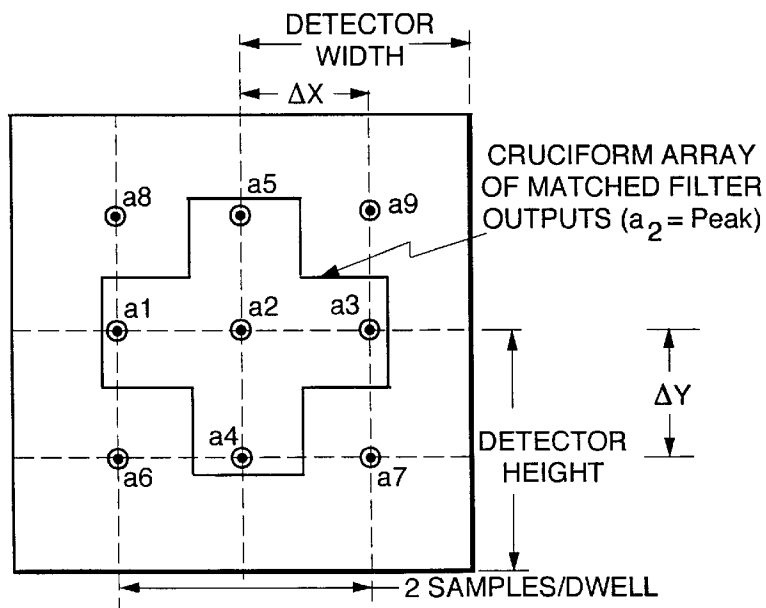 DETECTOR
WIDTH
ΔX
CRUCIFORM ARRAY
OF MATCHED FILTER
OUTPUTS (a2 = Peak)
a8
a5
a9
a1
a2
a3
ΔY
a4
DETECTOR
HEIGHT
a6
a7
2 SAMPLES/DWELL